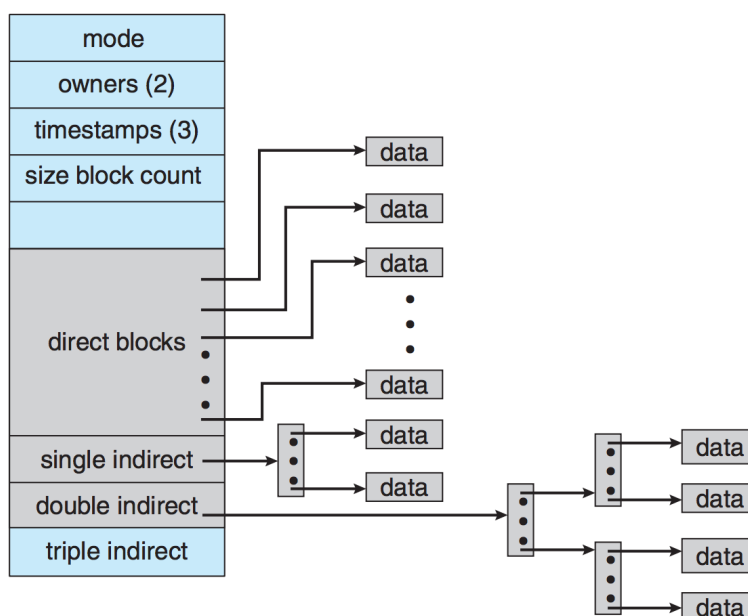 mode
owners (2)
timestamps (3)
size block count
direct blocks
single indirect
double indirect
triple indirect
data
data
data
data
data
data
data
data
data
data